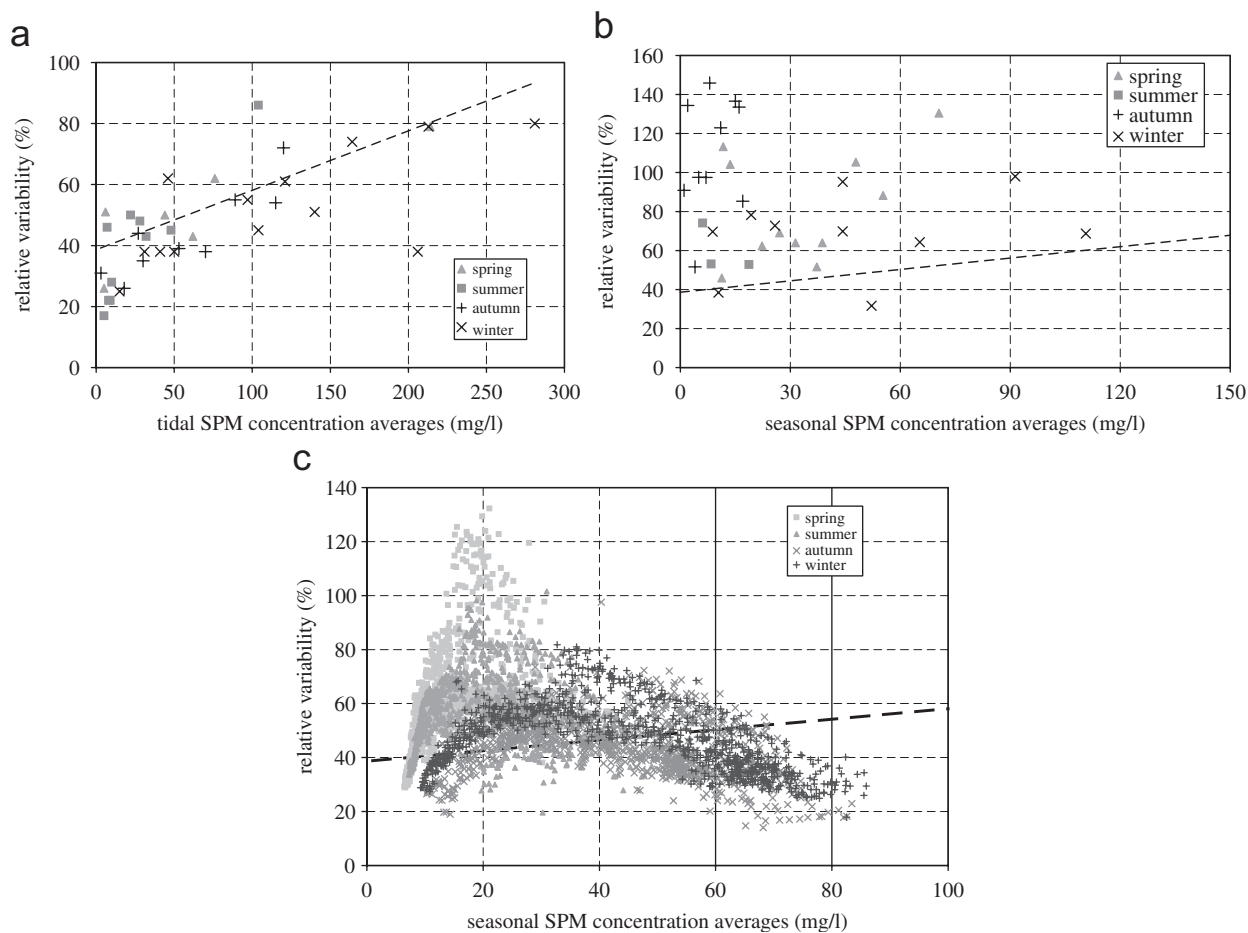 a
100
80
60
40
20
0
relative variability (%)
spring
summer
autumn
winter
0 50 100 150 200 250 300
tidal SPM concentration averages (mg/l)
b
160
140
120
100
80
60
40
20
0
relative variability (%)
spring
summer
autumn
winter
0 30 60 90 120 150
seasonal SPM concentration averages (mg/l)
c
140
120
100
80
60
40
20
0
relative variability (%)
spring
summer
autumn
winter
0 20 40 60 80 100
seasonal SPM concentration averages (mg/l)